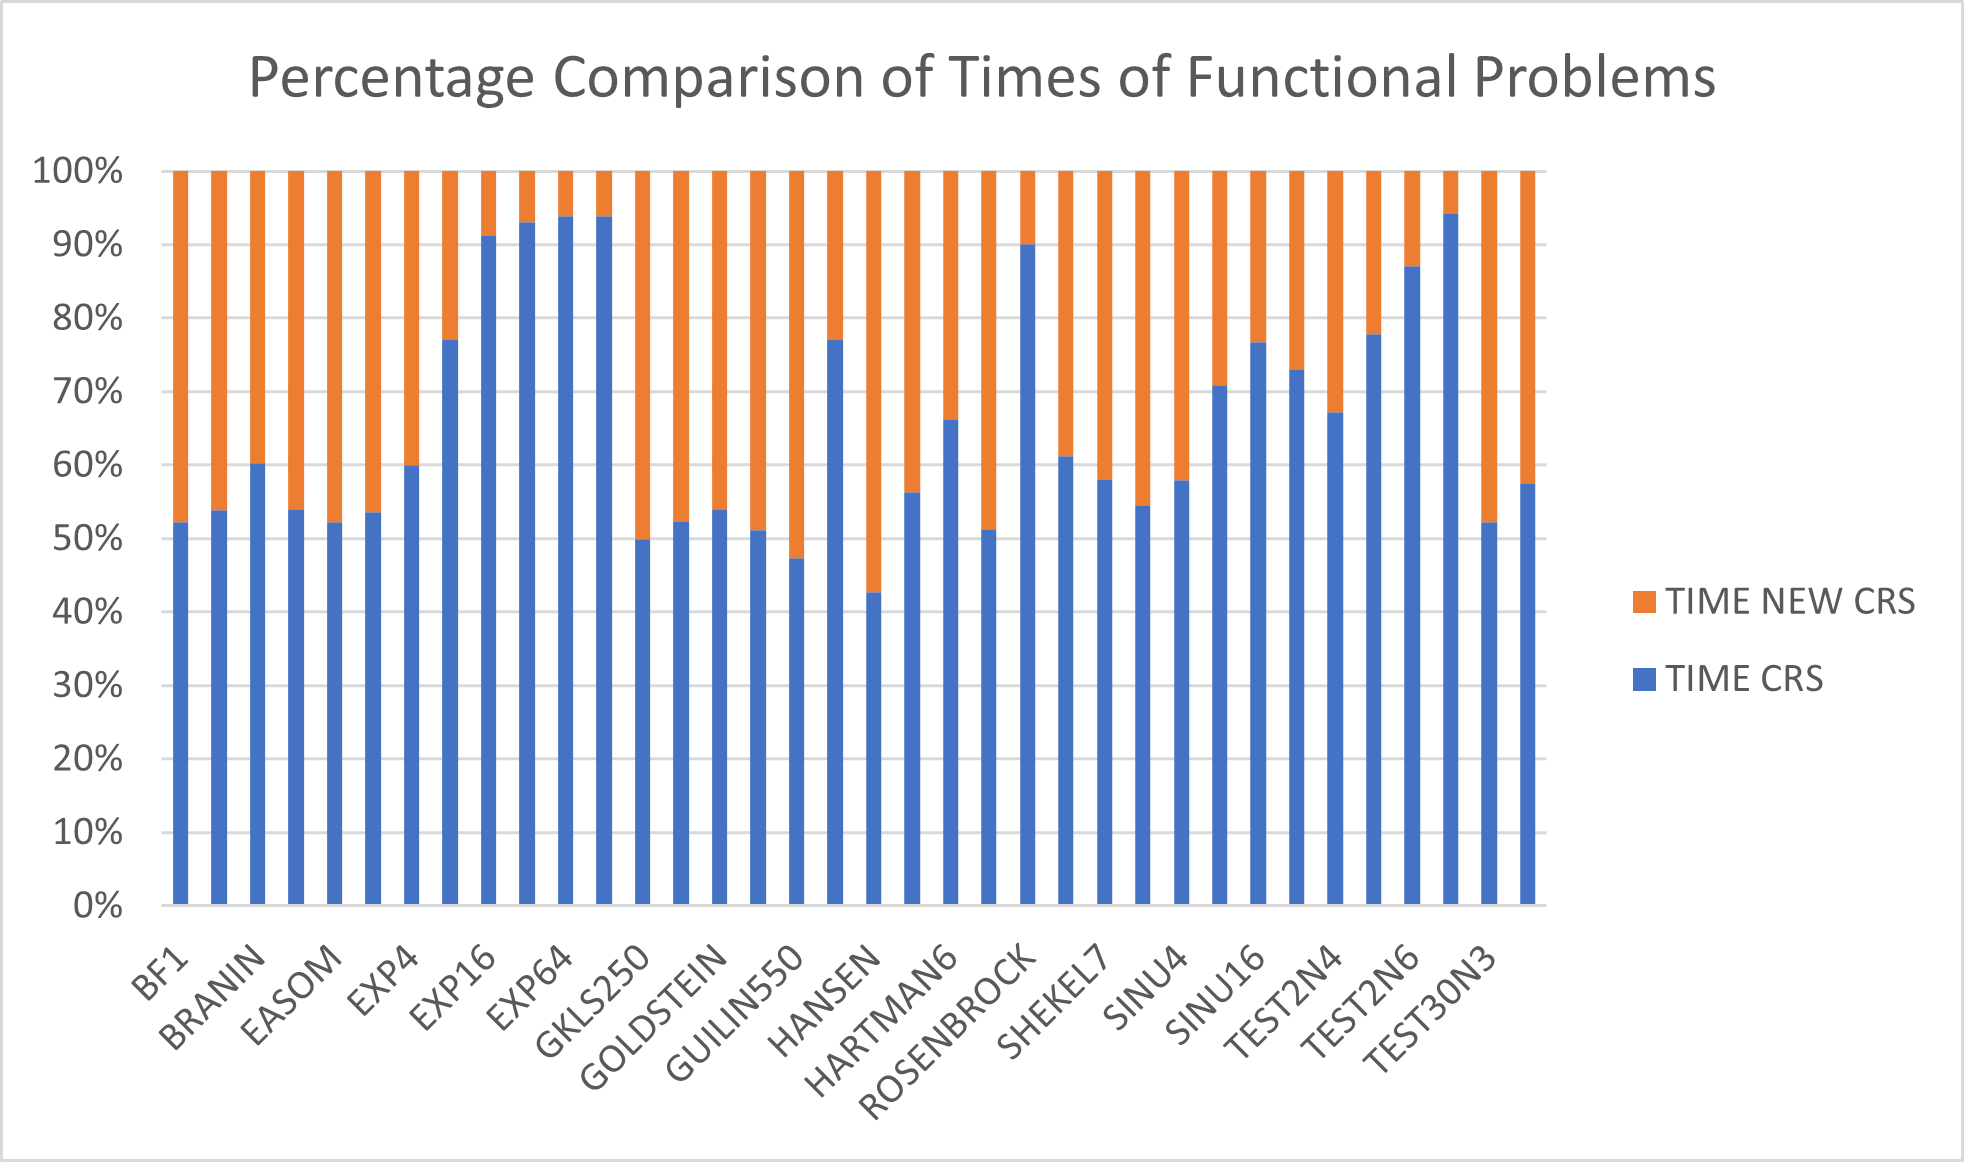 Percentage Comparison of Times of Functional Problems
100%
90%
80%
70%
60%
50%
40%
30%
20%
10%
0%
BF1
BRANIN
EASOM
EXP4
EXP16
EXP64
GKLS250
GOLDSTEIN
GUILIN550
HANSEN
HARTMAN6
ROSENBROCK
SHEKEL7
SINU4
SINU16
TEST2N4
TEST2N6
TEST30N3
TIME NEW CRS
TIME CRS